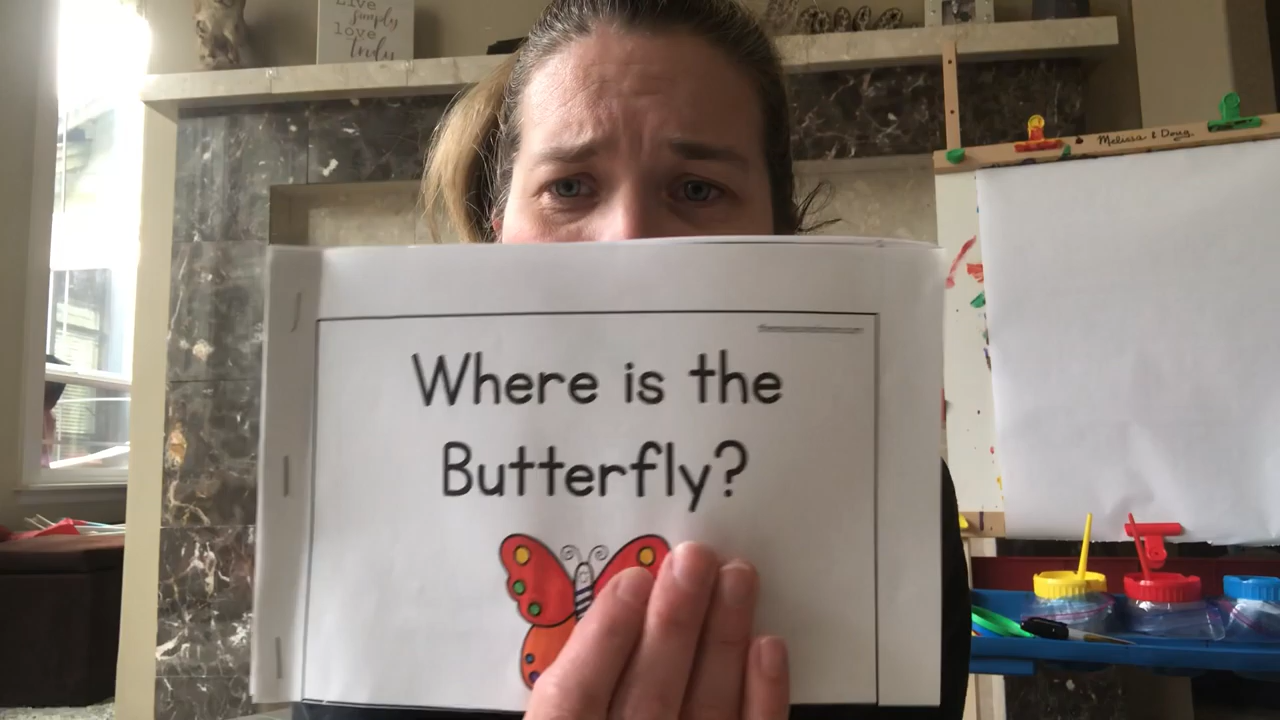 Live
simply
love
truly
Melissa & Doug
Where is the
Butterfly?